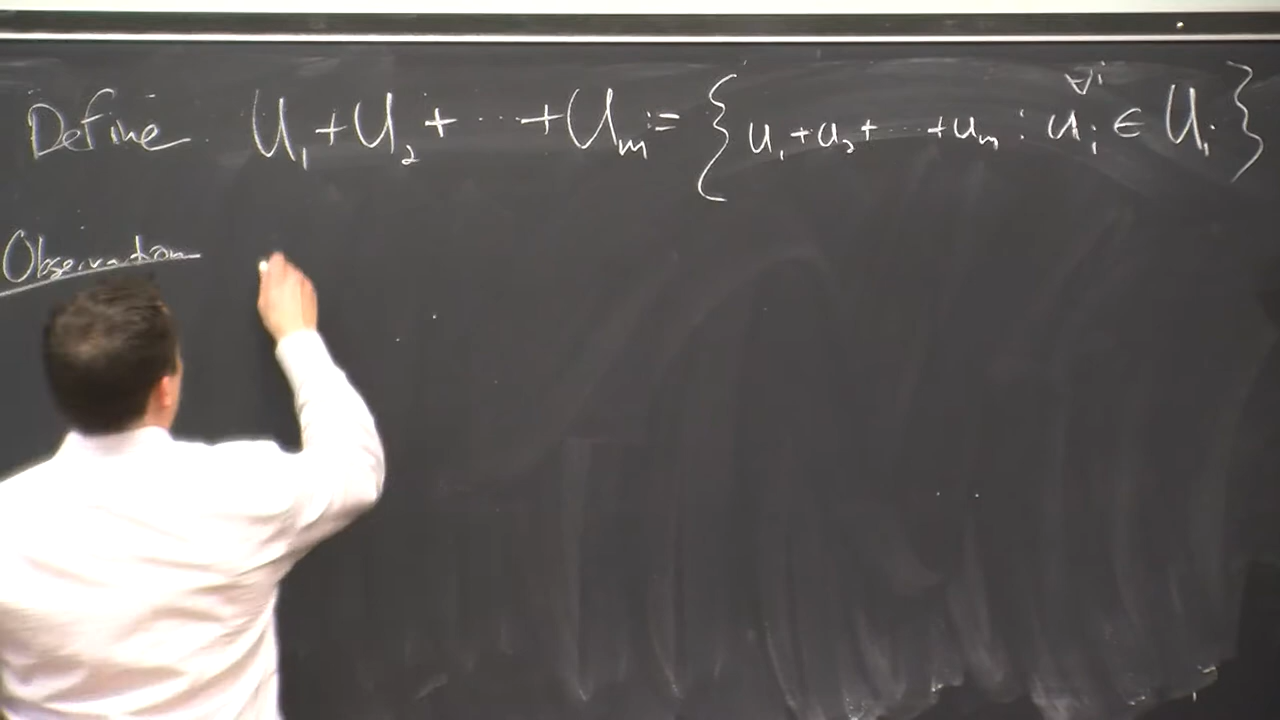 Define U₁ + U₂ + ⋯ + Uₘ := { u₁ + u₂ + ⋯ + uₘ : ∀i uᵢ ∈ Uᵢ }
Observation